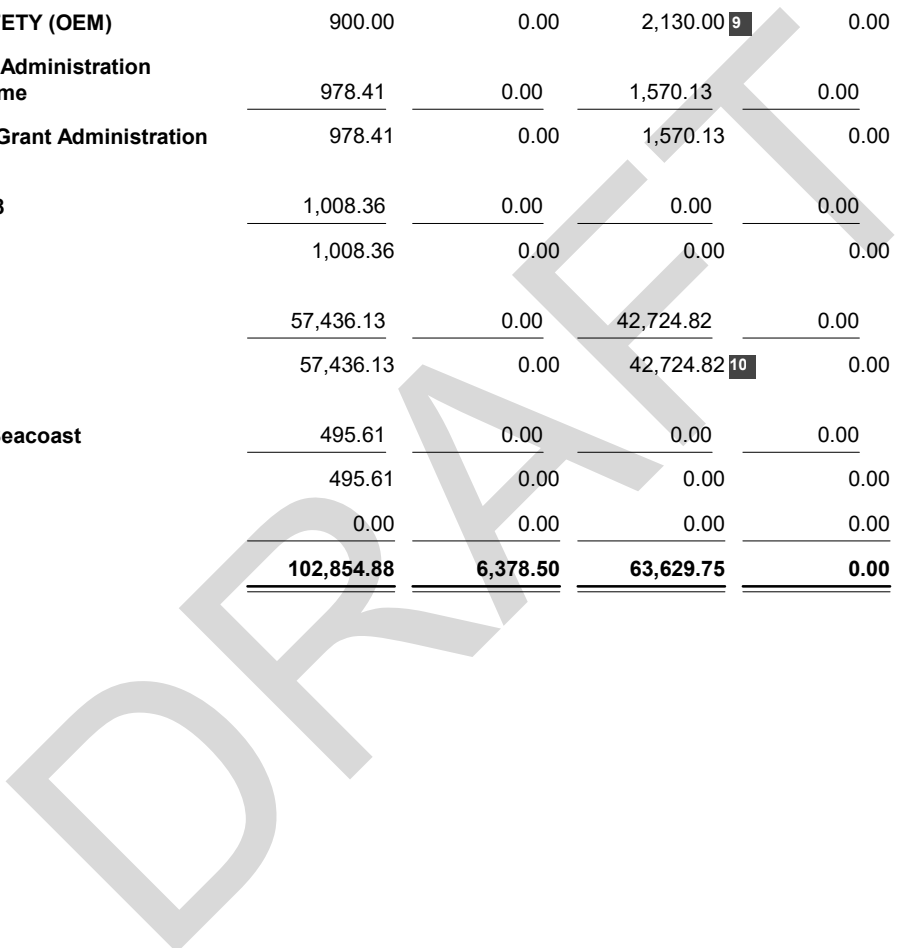 ETY (OEM) 900.00 0.00 2,130.00 9 0.00
Administration
me 978.41 0.00 1,570.13 0.00
Grant Administration 978.41 0.00 1,570.13 0.00
1,008.36 0.00 0.00 0.00
1,008.36 0.00 0.00 0.00
57,436.13 0.00 42,724.82 0.00
57,436.13 0.00 42,724.82 10 0.00
eacoast 495.61 0.00 0.00 0.00
495.61 0.00 0.00 0.00
0.00 0.00 0.00 0.00
102,854.88 6,378.50 63,629.75 0.00
DRAFT